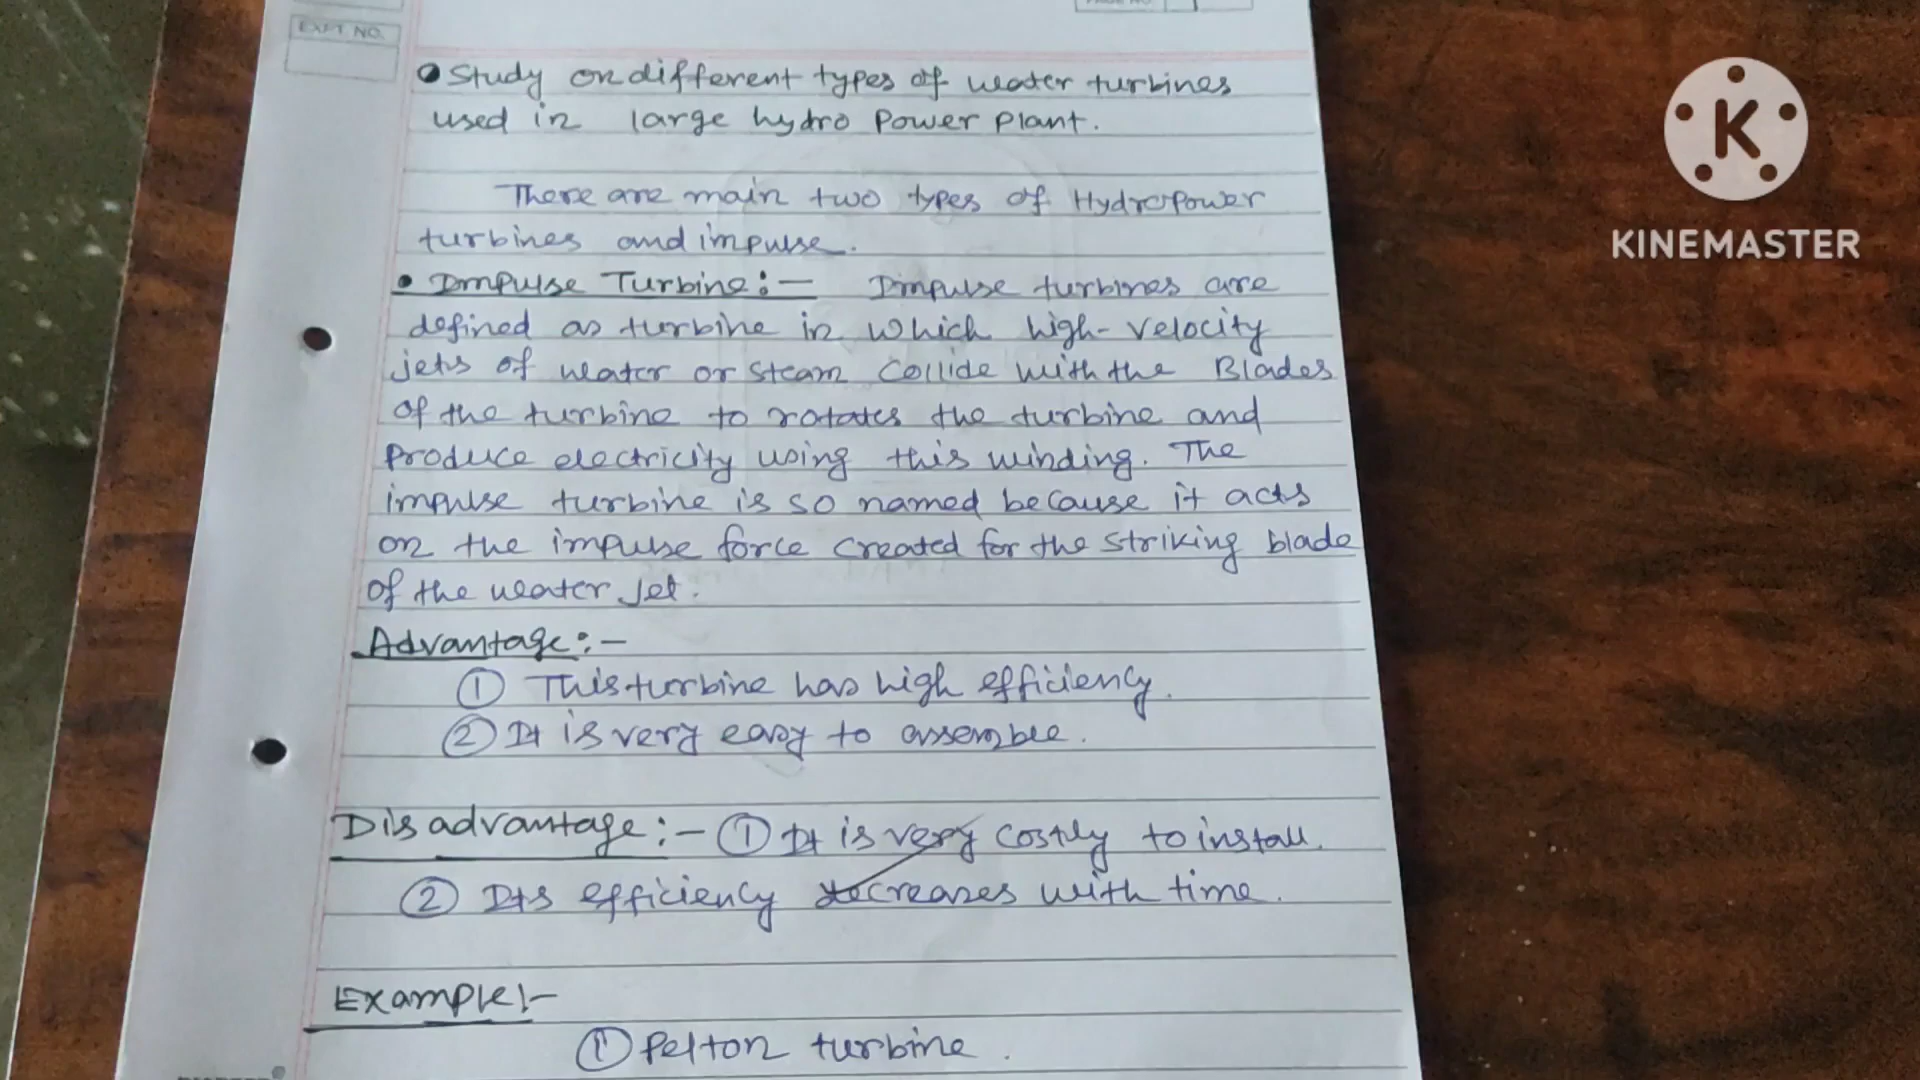 EXPT. NO.
PAGE NO.
• Study on different types of water turbines
used in large hydro Power Plant.
There are main two types of Hydropower
turbines and impulse.
• Impulse Turbine:- Impulse turbines are
defined as turbine in which high-velocity
jets of water or steam collide with the Blades
of the turbine to rotates the turbine and
Produce electricity using this winding. The
impulse turbine is so named because it acts
on the impulse force created for the striking blade
of the water jet.
Advantage:-
① This turbine has high efficiency.
② It is very easy to assemble.
Disadvantage:- ① It is very costly to install.
② Its efficiency decreases with time.
Example:-
① Pelton turbine.
K
KINEMASTER